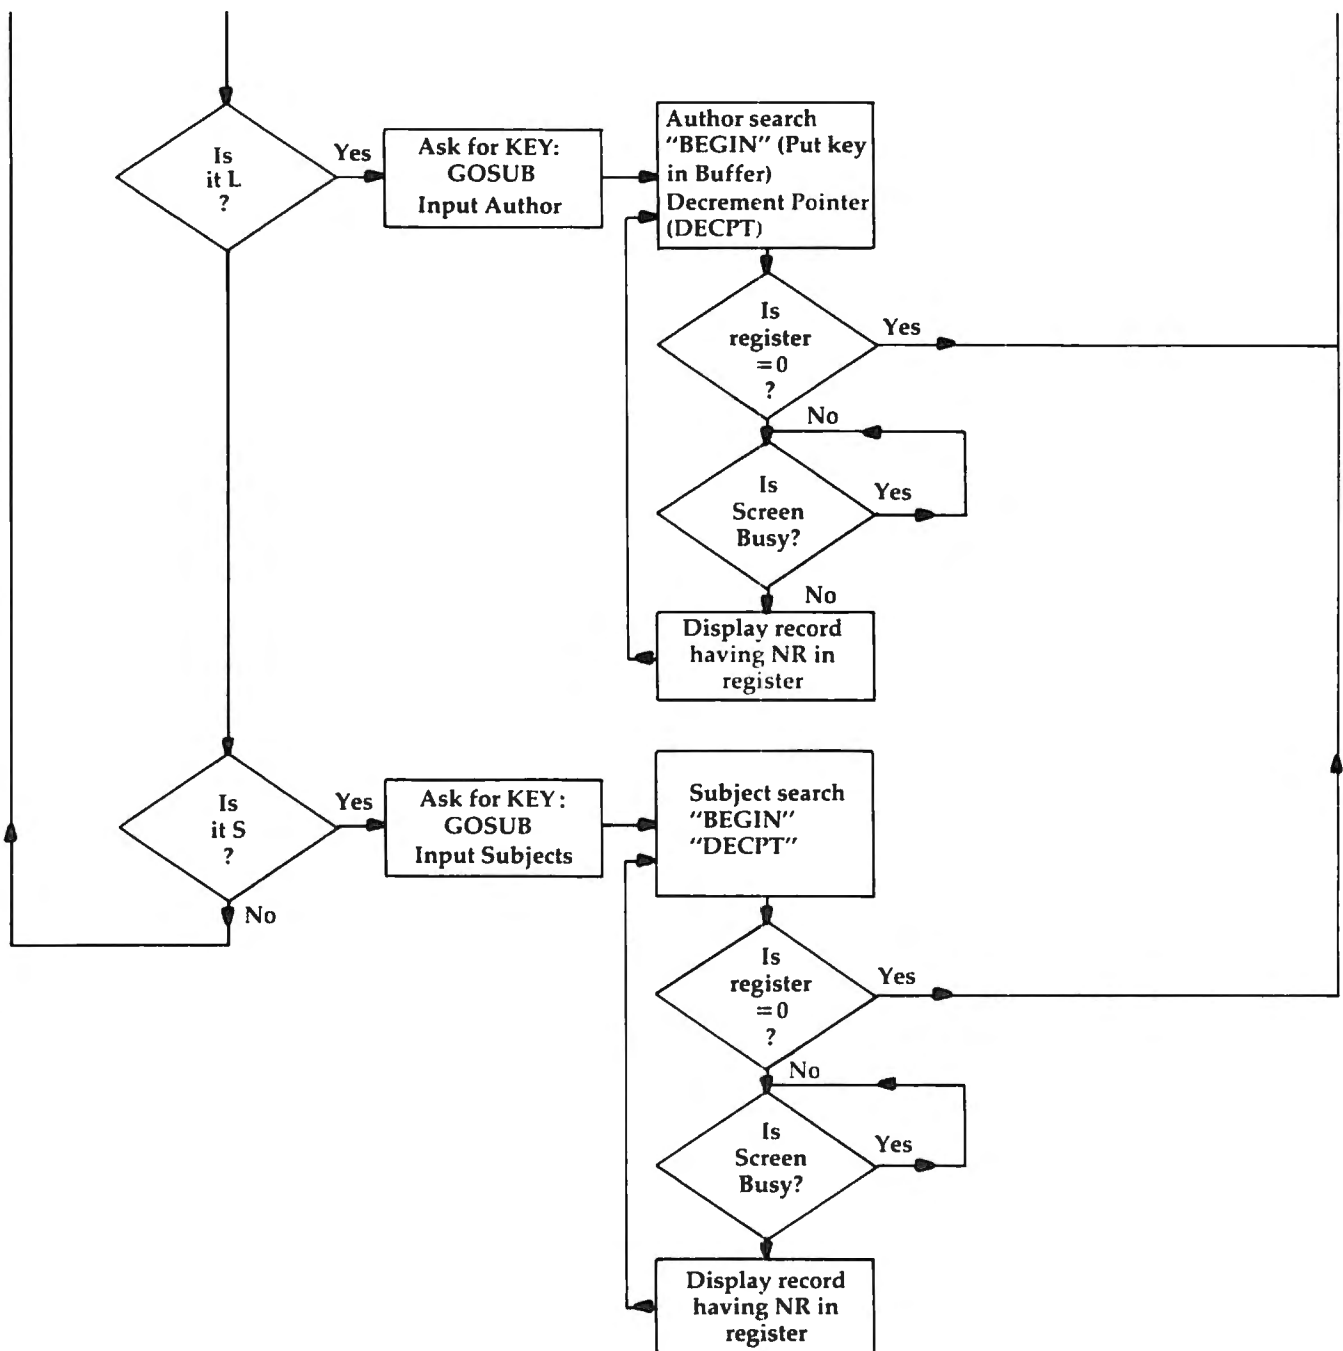 Is
it L
?
Yes
Ask for KEY:
GOSUB
Input Author
Author search
"BEGIN" (Put key
in Buffer)
Decrement Pointer
(DECPT)
Is
register
=0
?
Yes
No
Is
Screen
Busy?
Yes
No
Display record
having NR in
register
Is
it S
?
Yes
No
Ask for KEY:
GOSUB
Input Subjects
Subject search
"BEGIN"
"DECPT"
Is
register
=0
?
Yes
No
Is
Screen
Busy?
Yes
Display record
having NR in
register